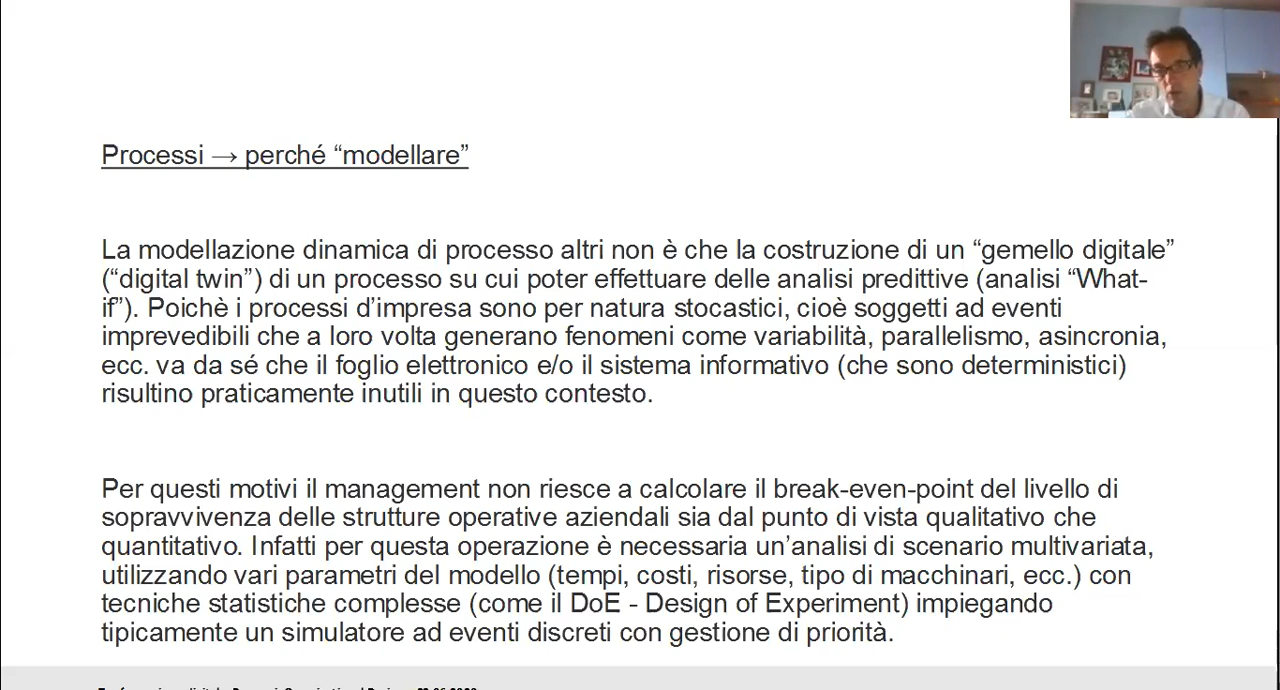 Processi → perché “modellare”
La modellazione dinamica di processo altri non è che la costruzione di un “gemello digitale”
(“digital twin”) di un processo su cui poter effettuare delle analisi predittive (analisi “What-
if”). Poichè i processi d’impresa sono per natura stocastici, cioè soggetti ad eventi
imprevedibili che a loro volta generano fenomeni come variabilità, parallelismo, asincronia,
ecc. va da sé che il foglio elettronico e/o il sistema informativo (che sono deterministici)
risultino praticamente inutili in questo contesto.
Per questi motivi il management non riesce a calcolare il break-even-point del livello di
sopravvivenza delle strutture operative aziendali sia dal punto di vista qualitativo che
quantitativo. Infatti per questa operazione è necessaria un’analisi di scenario multivariata,
utilizzando vari parametri del modello (tempi, costi, risorse, tipo di macchinari, ecc.) con
tecniche statistiche complesse (come il DoE - Design of Experiment) impiegando
tipicamente un simulatore ad eventi discreti con gestione di priorità.